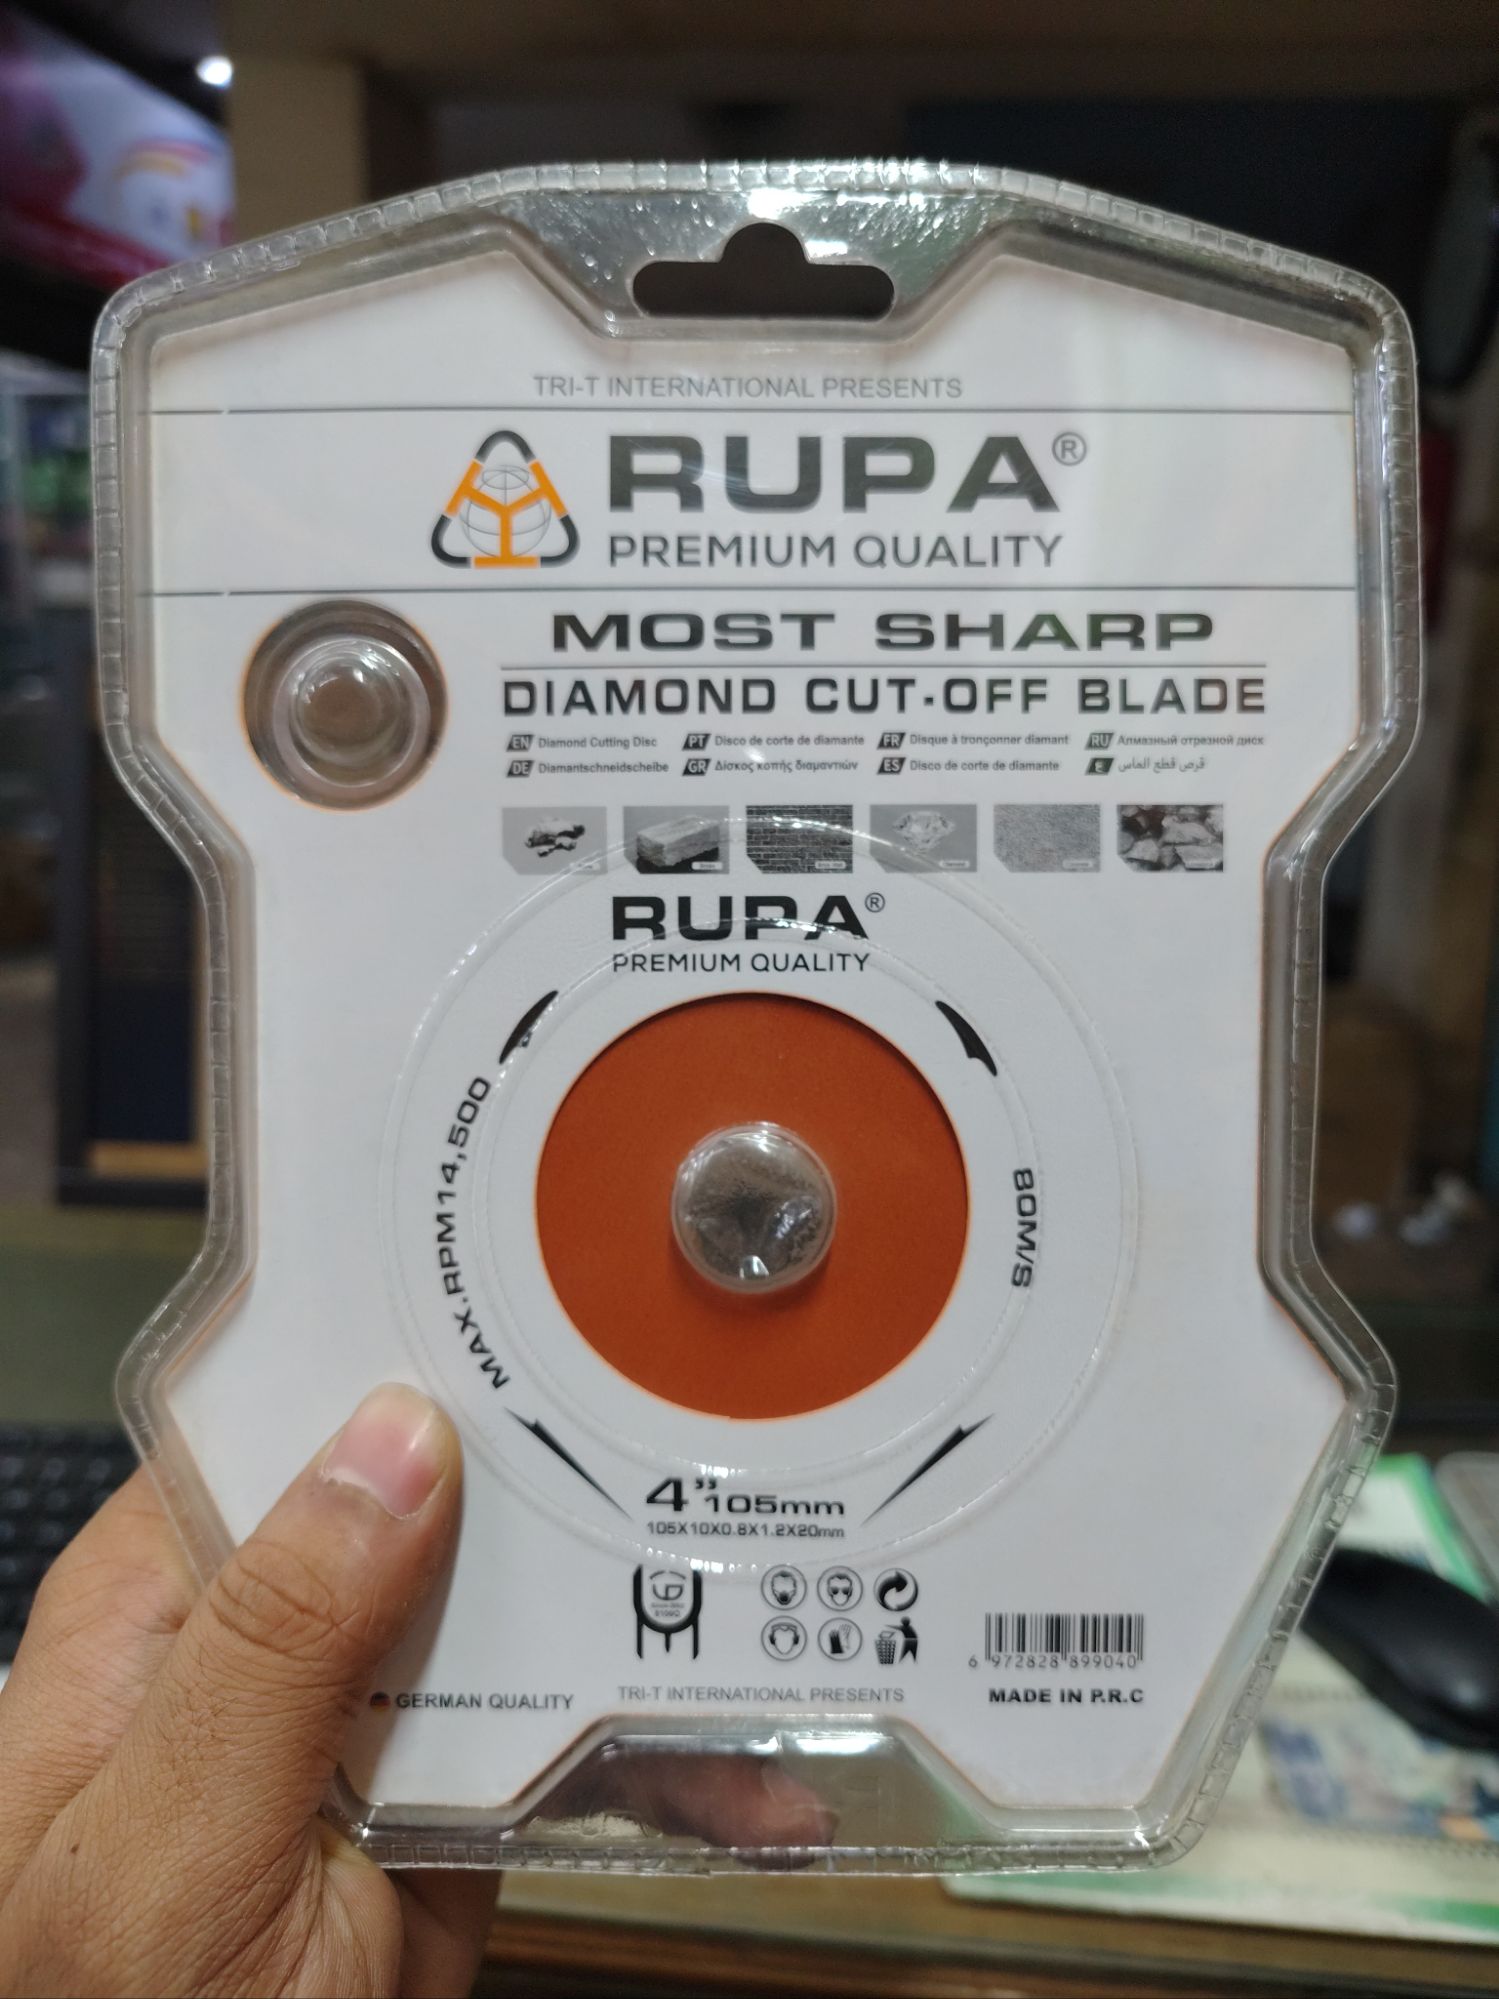 TRI-T INTERNATIONAL PRESENTS
RUPA®
PREMIUM QUALITY
MOST SHARP
DIAMOND CUT-OFF BLADE
EN Diamond Cutting Disc PT Disco de corte de diamante FR Disque à tronçonner diamant RU Алмазный отрезной диск
DE Diamantschneidscheibe GR Δίσκος κοπής διαμαντιών ES Disco de corte de diamante ع قرص قطع الماس
RUPA®
PREMIUM QUALITY
MAX.RPM14,500
80M/S
4" 105mm
105X10X0.8X1.2X20mm
6 972828 899040
GERMAN QUALITY
TRI-T INTERNATIONAL PRESENTS
MADE IN P.R.C